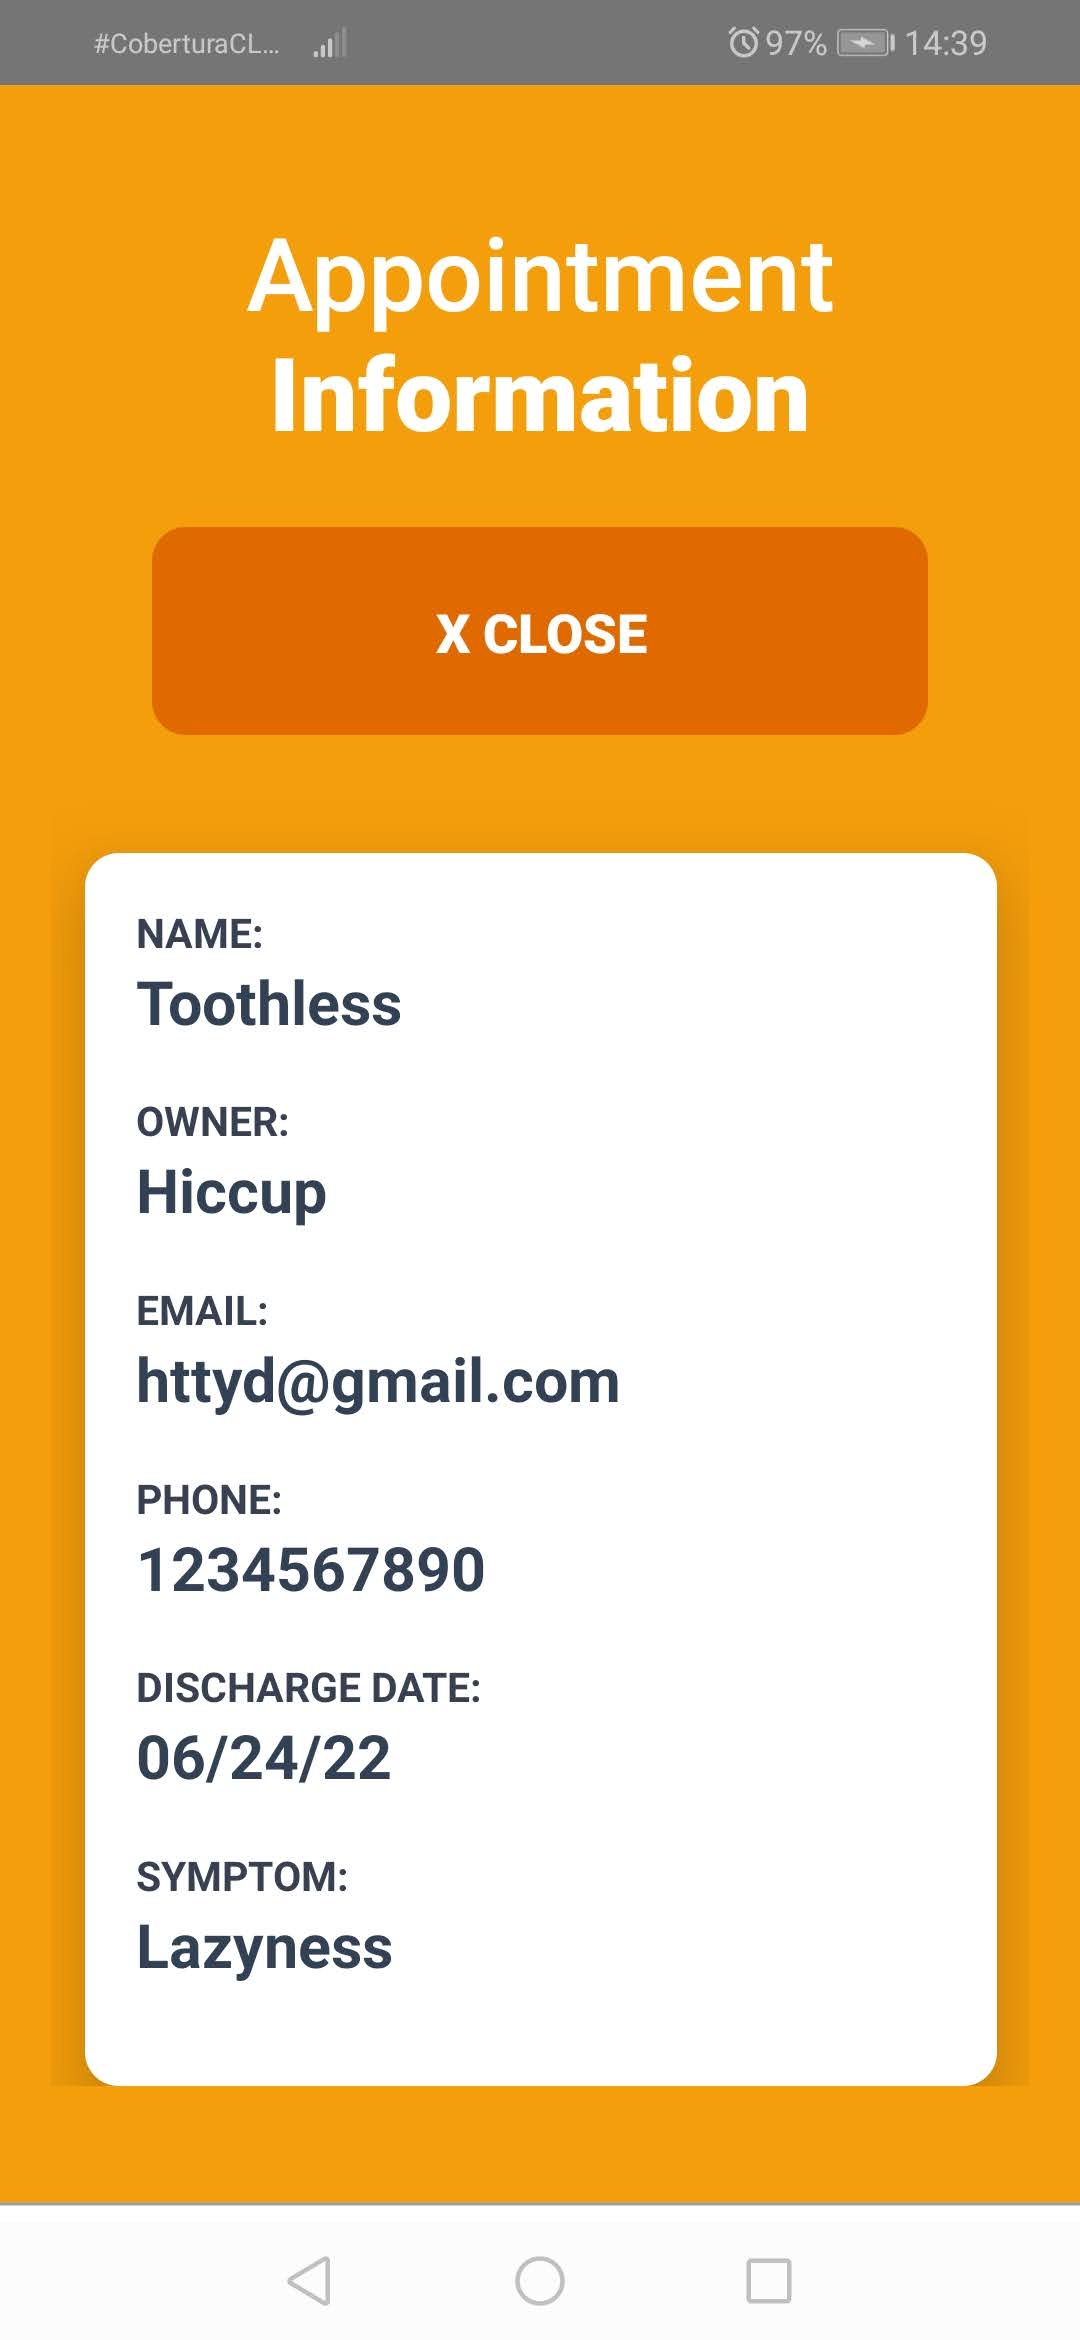 #CoberturaCL... 97% 14:39
Appointment
Information
X CLOSE
NAME:
Toothless
OWNER:
Hiccup
EMAIL:
httyd@gmail.com
PHONE:
1234567890
DISCHARGE DATE:
06/24/22
SYMPTOM:
Lazyness